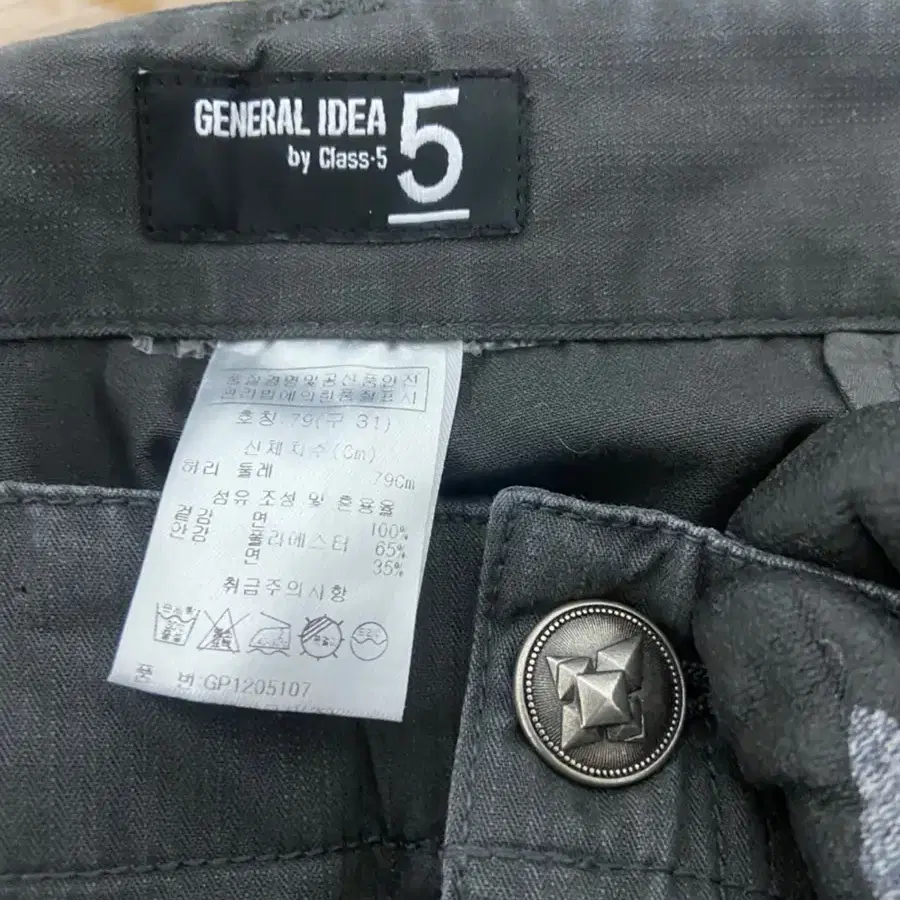 GENERAL IDEA
by Class·5
5
품질경영및공산품안전
관리법에의한품질표시
호칭:79(구 31)
신체치수(Cm)
허리 둘레 79Cm
섬유 조성 및 혼용율
겉감 면 100%
안감 폴리에스터 65%
면 35%
취급주의사항
품 번:GP1205107